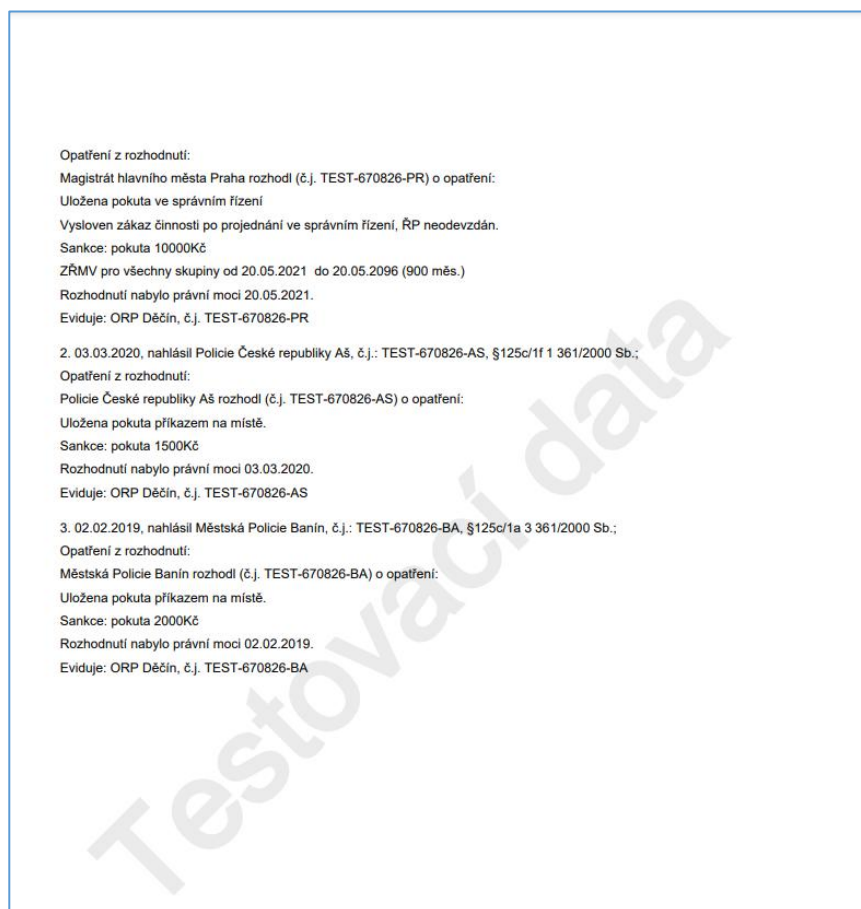 Opatření z rozhodnutí:
Magistrát hlavního města Praha rozhodl (č.j. TEST-670826-PR) o opatření:
Uložena pokuta ve správním řízení
Vysloven zákaz činnosti po projednání ve správním řízení, ŘP neodevzdán.
Sankce: pokuta 10000Kč
ZŘMV pro všechny skupiny od 20.05.2021  do 20.05.2096 (900 měs.)
Rozhodnutí nabylo právní moci 20.05.2021.
Eviduje: ORP Děčín, č.j. TEST-670826-PR
2. 03.03.2020, nahlásil Policie České republiky Aš, č.j.: TEST-670826-AS, §125c/1f 1 361/2000 Sb.;
Opatření z rozhodnutí:
Policie České republiky Aš rozhodl (č.j. TEST-670826-AS) o opatření:
Uložena pokuta příkazem na místě.
Sankce: pokuta 1500Kč
Rozhodnutí nabylo právní moci 03.03.2020.
Eviduje: ORP Děčín, č.j. TEST-670826-AS
3. 02.02.2019, nahlásil Městská Policie Banín, č.j.: TEST-670826-BA, §125c/1a 3 361/2000 Sb.;
Opatření z rozhodnutí:
Městská Policie Banín rozhodl (č.j. TEST-670826-BA) o opatření:
Uložena pokuta příkazem na místě.
Sankce: pokuta 2000Kč
Rozhodnutí nabylo právní moci 02.02.2019.
Eviduje: ORP Děčín, č.j. TEST-670826-BA
Testovací data